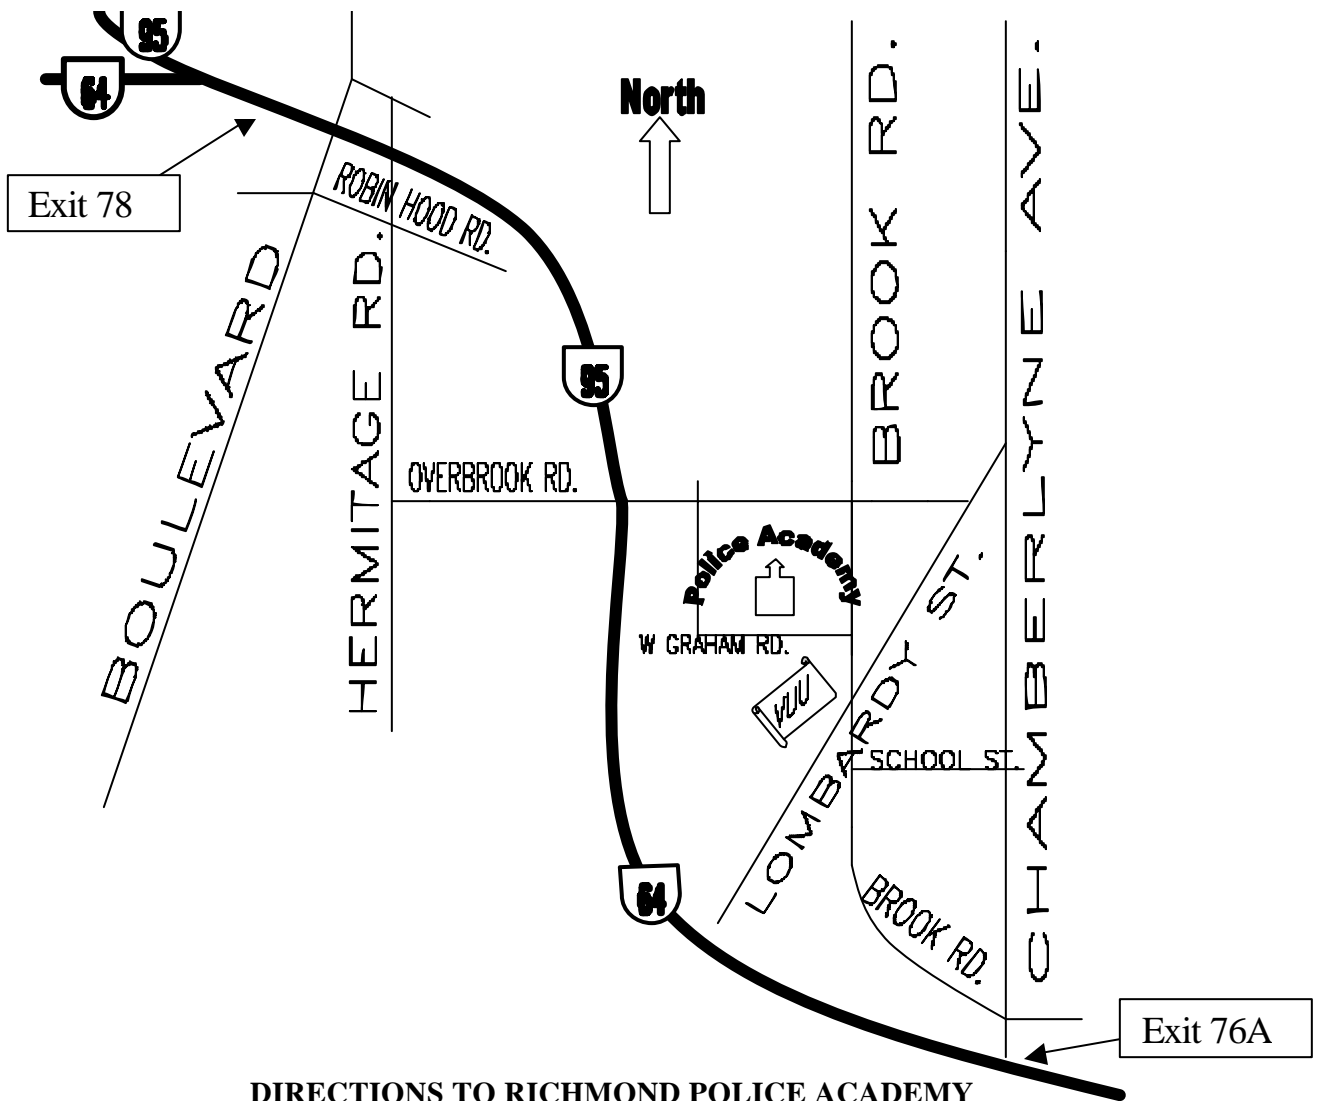 95
64
North
Exit 78
ROBIN HOOD RD.
BROOK RD.
CHAMBERLYNE AVE.
BOULEVARD
HERMITAGE RD.
95
OVERBROOK RD.
Police Academy
W GRAHAM RD.
VUU
LOMBARDY ST.
SCHOOL ST.
64
BROOK RD.
Exit 76A
DIRECTIONS TO RICHMOND POLICE ACADEMY